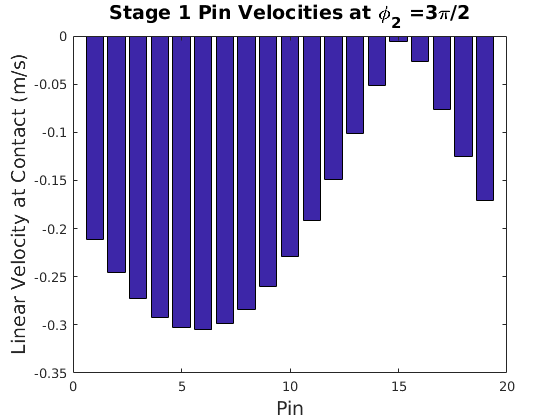 Stage 1 Pin Velocities at ϕ₂ =3π/2
Linear Velocity at Contact (m/s)
0
-0.05
-0.1
-0.15
-0.2
-0.25
-0.3
-0.35
0 5 10 15 20
Pin